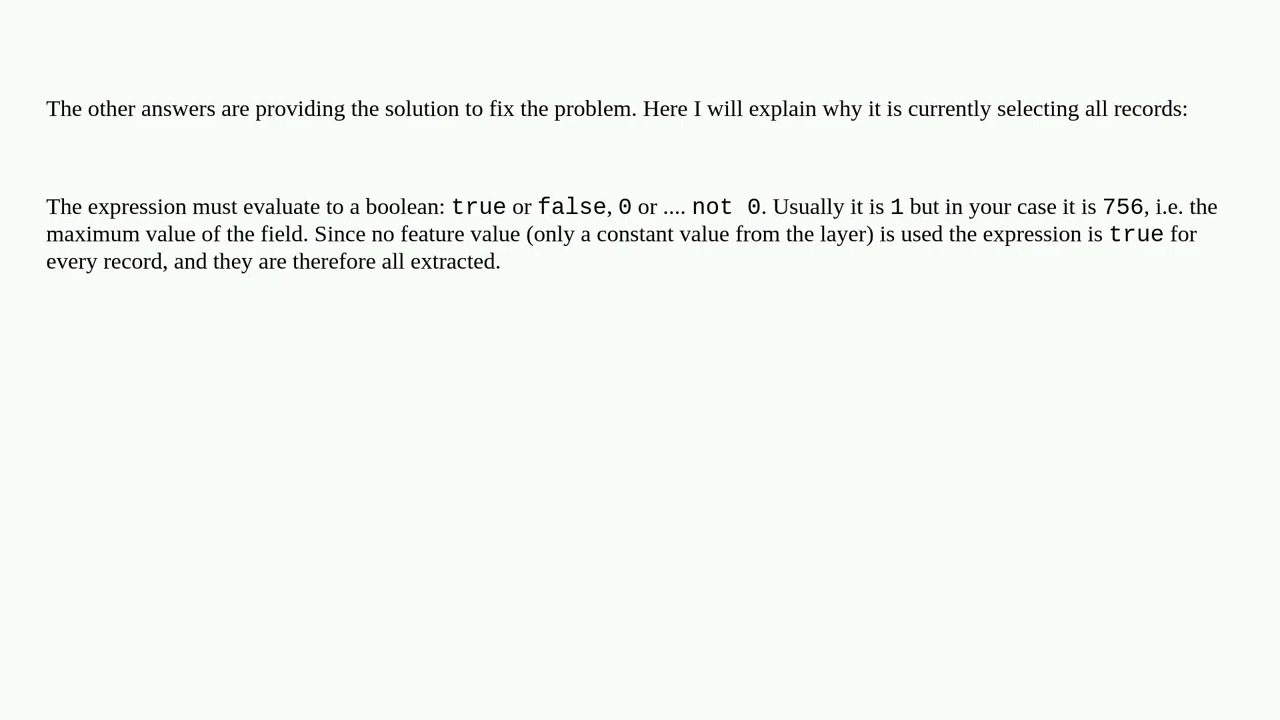 The other answers are providing the solution to fix the problem. Here I will explain why it is currently selecting all records:
The expression must evaluate to a boolean: true or false, 0 or .... not 0. Usually it is 1 but in your case it is 756, i.e. the
maximum value of the field. Since no feature value (only a constant value from the layer) is used the expression is true for
every record, and they are therefore all extracted.